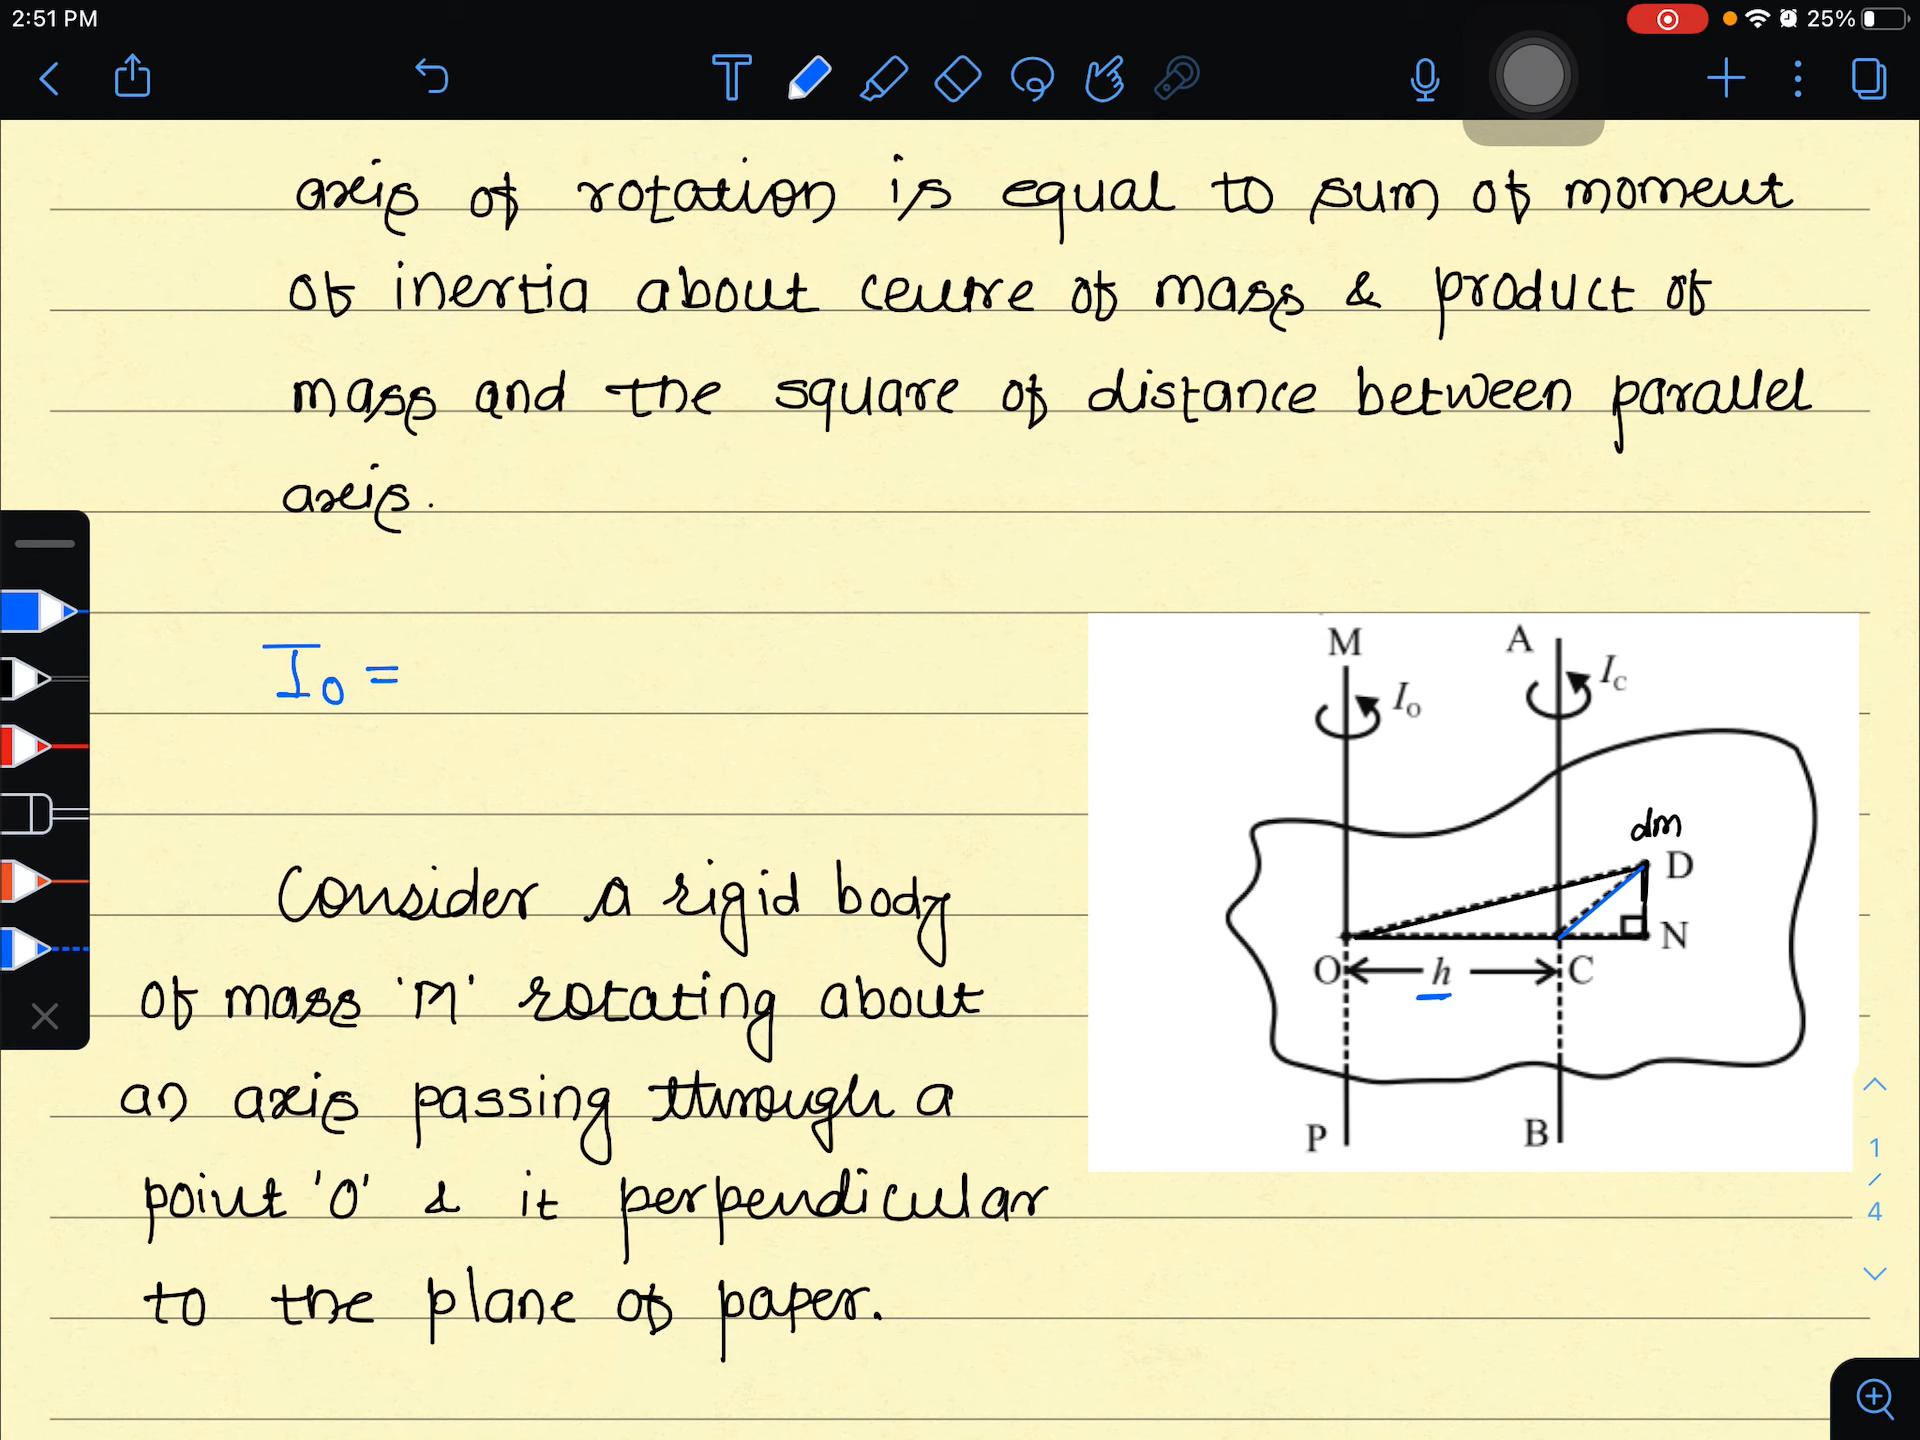 2:51 PM
25%
axis of rotation is equal to sum of moment
of inertia about centre of mass & product of
mass and the square of distance between parallel
axis.
I₀ =
Consider a rigid body
of mass 'M' rotating about
an axis passing through a
point 'O' & it perpendicular
to the plane of paper.
M A
Iₒ I_c
dm
D
N
O h C
P B
1
/
4